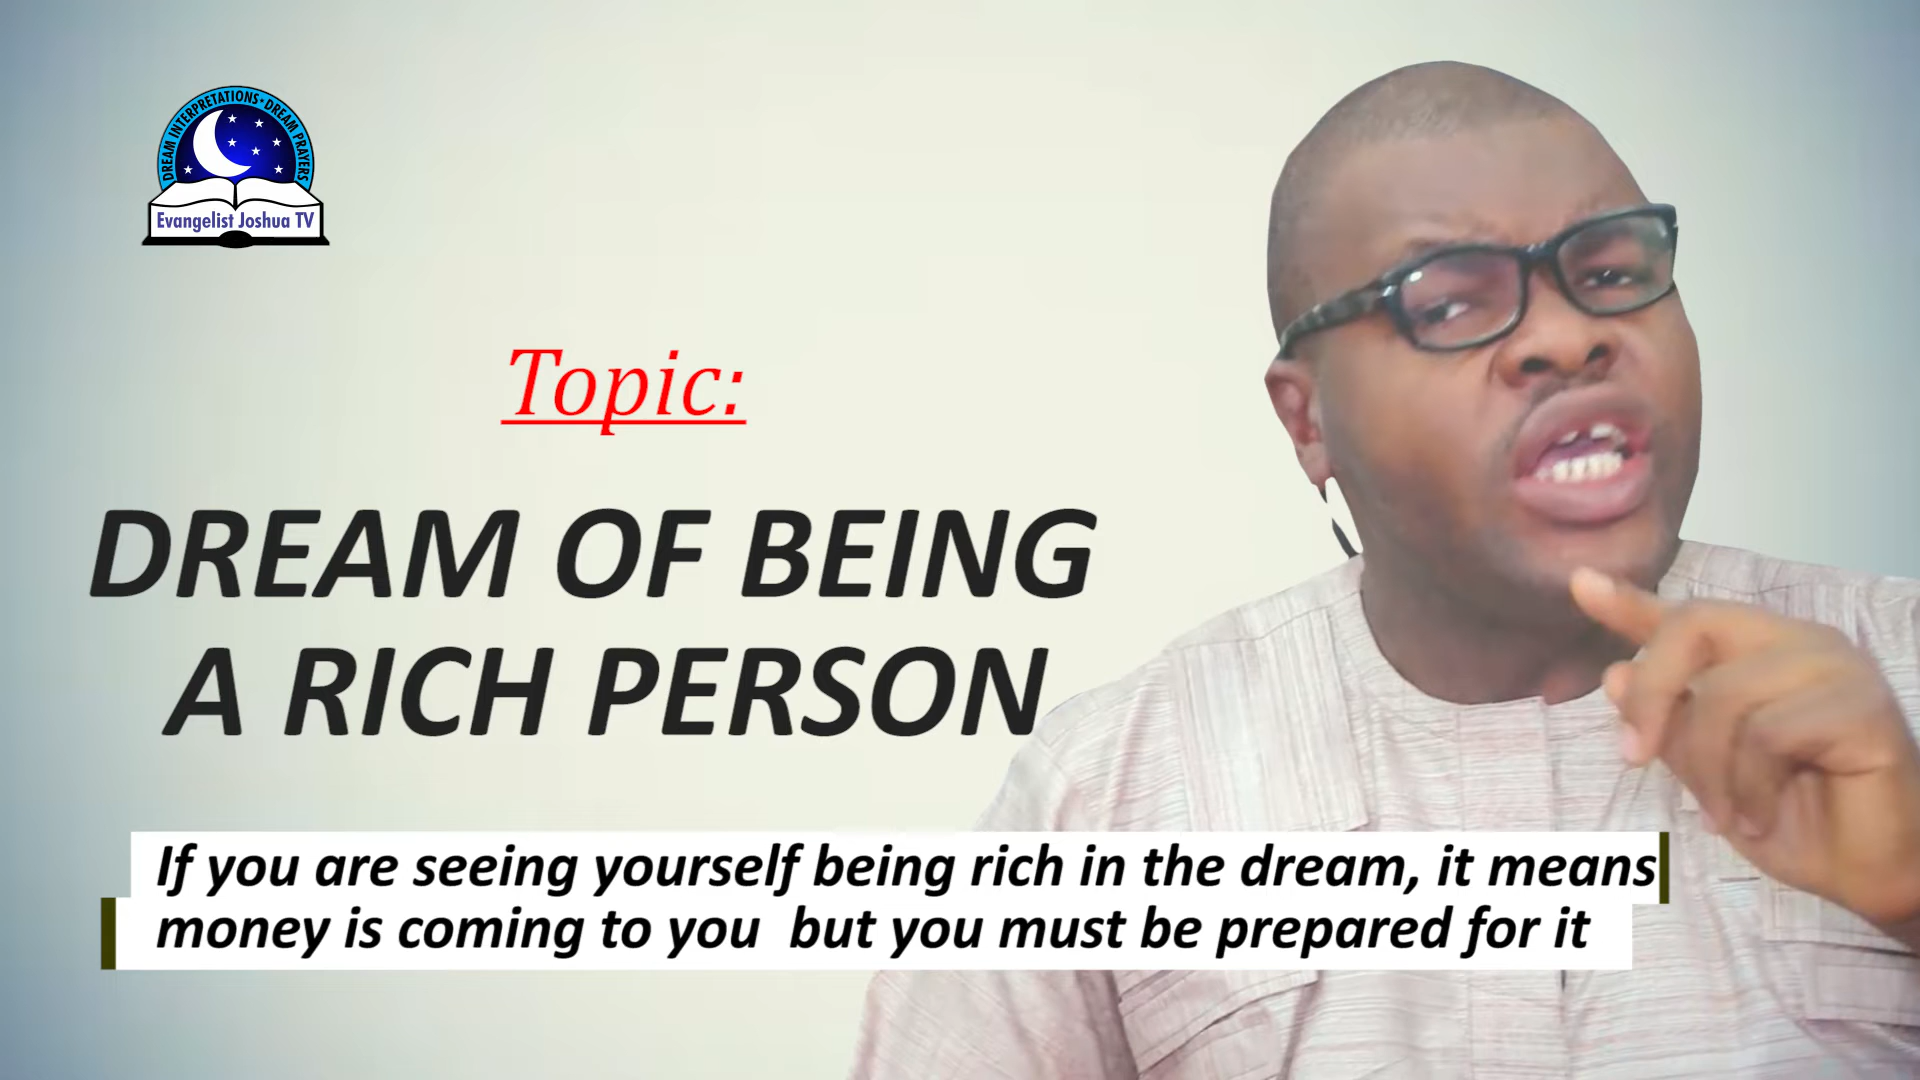 DREAM INTERPRETATIONS • DREAM PRAYERS
Evangelist Joshua TV
Topic:
DREAM OF BEING
A RICH PERSON
If you are seeing yourself being rich in the dream, it means
money is coming to you but you must be prepared for it